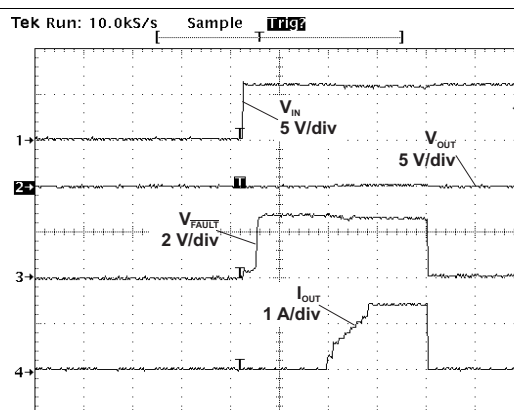 Tek Run: 10.0kS/s Sample Trig?
[ T ]
V_IN
5 V/div
1→
T
V_OUT
5 V/div
2→
T
V_FAULT
2 V/div
3→
T
I_OUT
1 A/div
4→
T